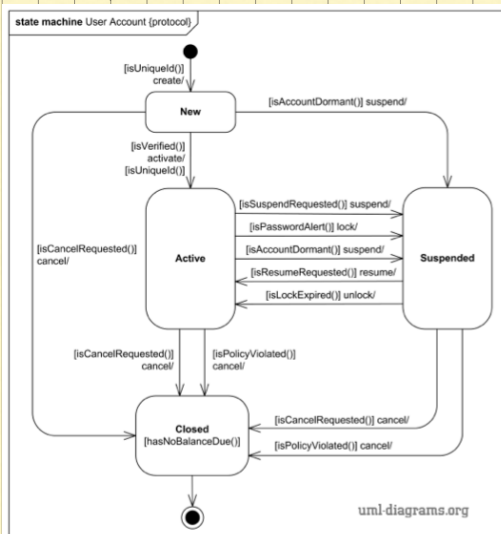 state machine User Account {protocol}
[isUniqueId()]
create/
New
[isAccountDormant()] suspend/
[isVerified()]
activate/
[isUniqueId()]
[isSuspendRequested()] suspend/
[isPasswordAlert()] lock/
[isCancelRequested()]
cancel/
Active
[isAccountDormant()] suspend/
Suspended
[isResumeRequested()] resume/
[isLockExpired()] unlock/
[isCancelRequested()]
cancel/
[isPolicyViolated()]
cancel/
Closed
[hasNoBalanceDue()]
[isCancelRequested()] cancel/
[isPolicyViolated()] cancel/
uml-diagrams.org